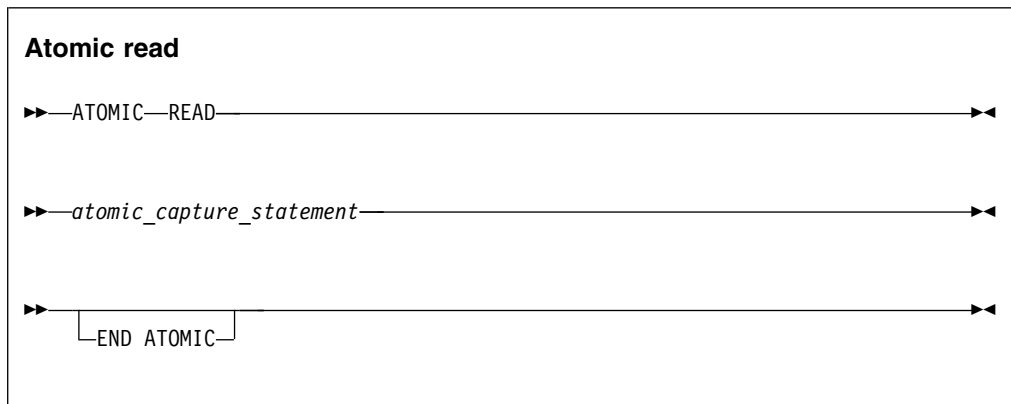 Atomic read
ATOMIC READ
atomic_capture_statement
END ATOMIC